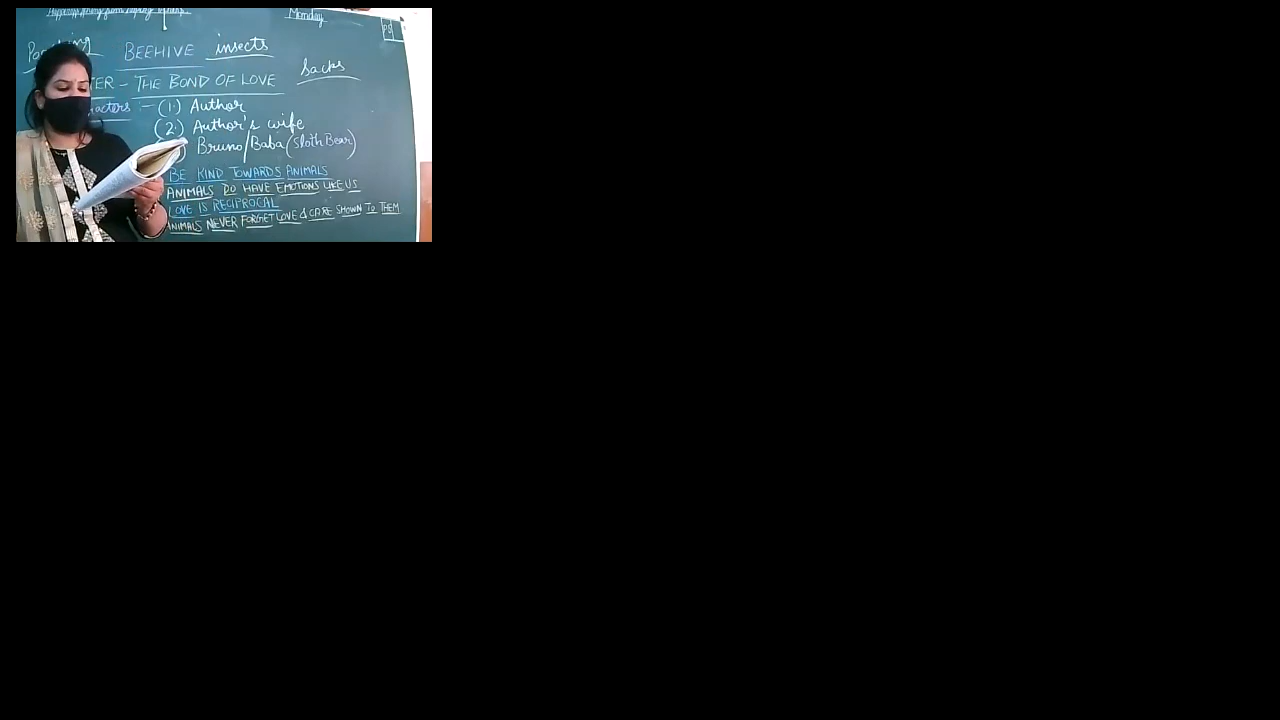 Monday
BEEHIVE insects
sacks
TER – THE BOND OF LOVE
acters :- (1.) Author
(2.) Author's wife
) Bruno/Baba (Sloth Bear)
BE KIND TOWARDS ANIMALS
ANIMALS DO HAVE EMOTIONS LIKE US
LOVE IS RECIPROCAL
ANIMALS NEVER FORGET LOVE & CARE SHOWN TO THEM